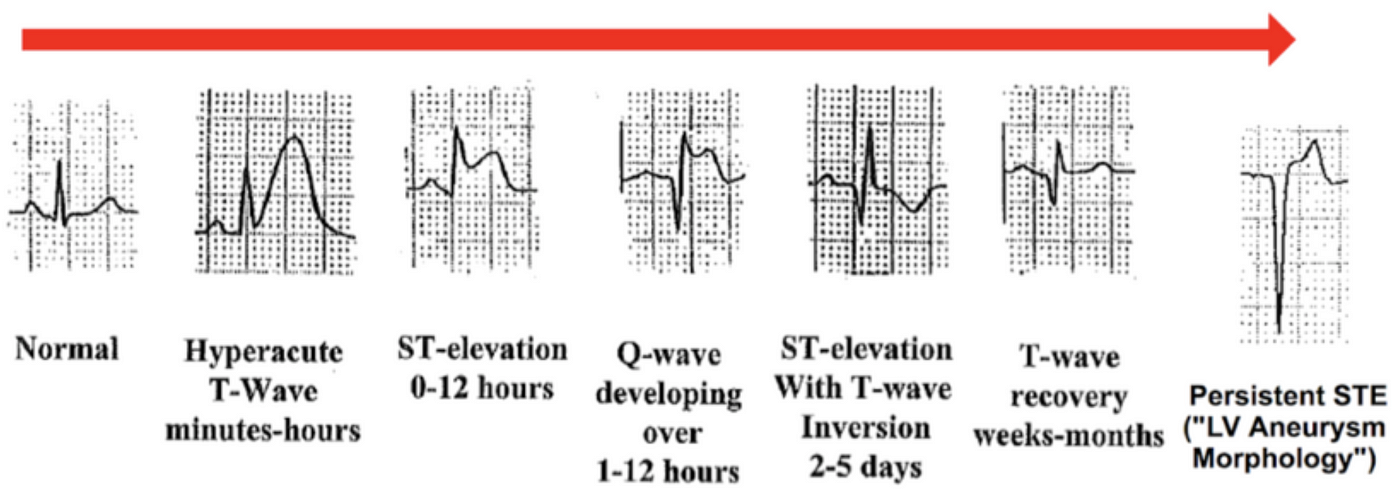 Normal
Hyperacute
T-Wave
minutes-hours
ST-elevation
0-12 hours
Q-wave
developing
over
1-12 hours
ST-elevation
With T-wave
Inversion
2-5 days
T-wave
recovery
weeks-months
Persistent STE
("LV Aneurysm
Morphology")